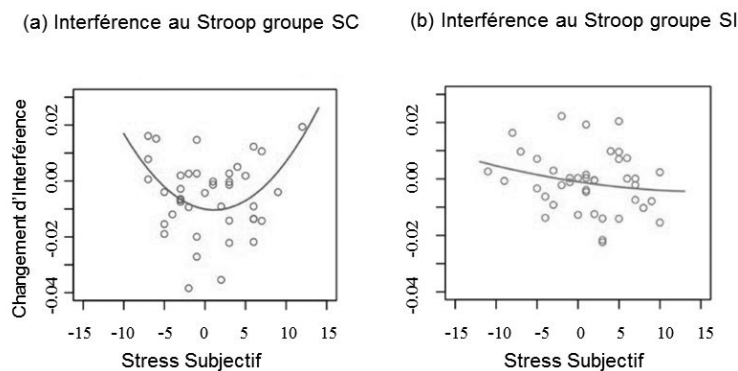 (a) Interférence au Stroop groupe SC
(b) Interférence au Stroop groupe SI
Changement d'Interférence
0.02
0.00
-0.02
-0.04
-15 -10 -5 0 5 10 15
Stress Subjectif
0.02
0.00
-0.02
-0.04
-15 -10 -5 0 5 10 15
Stress Subjectif